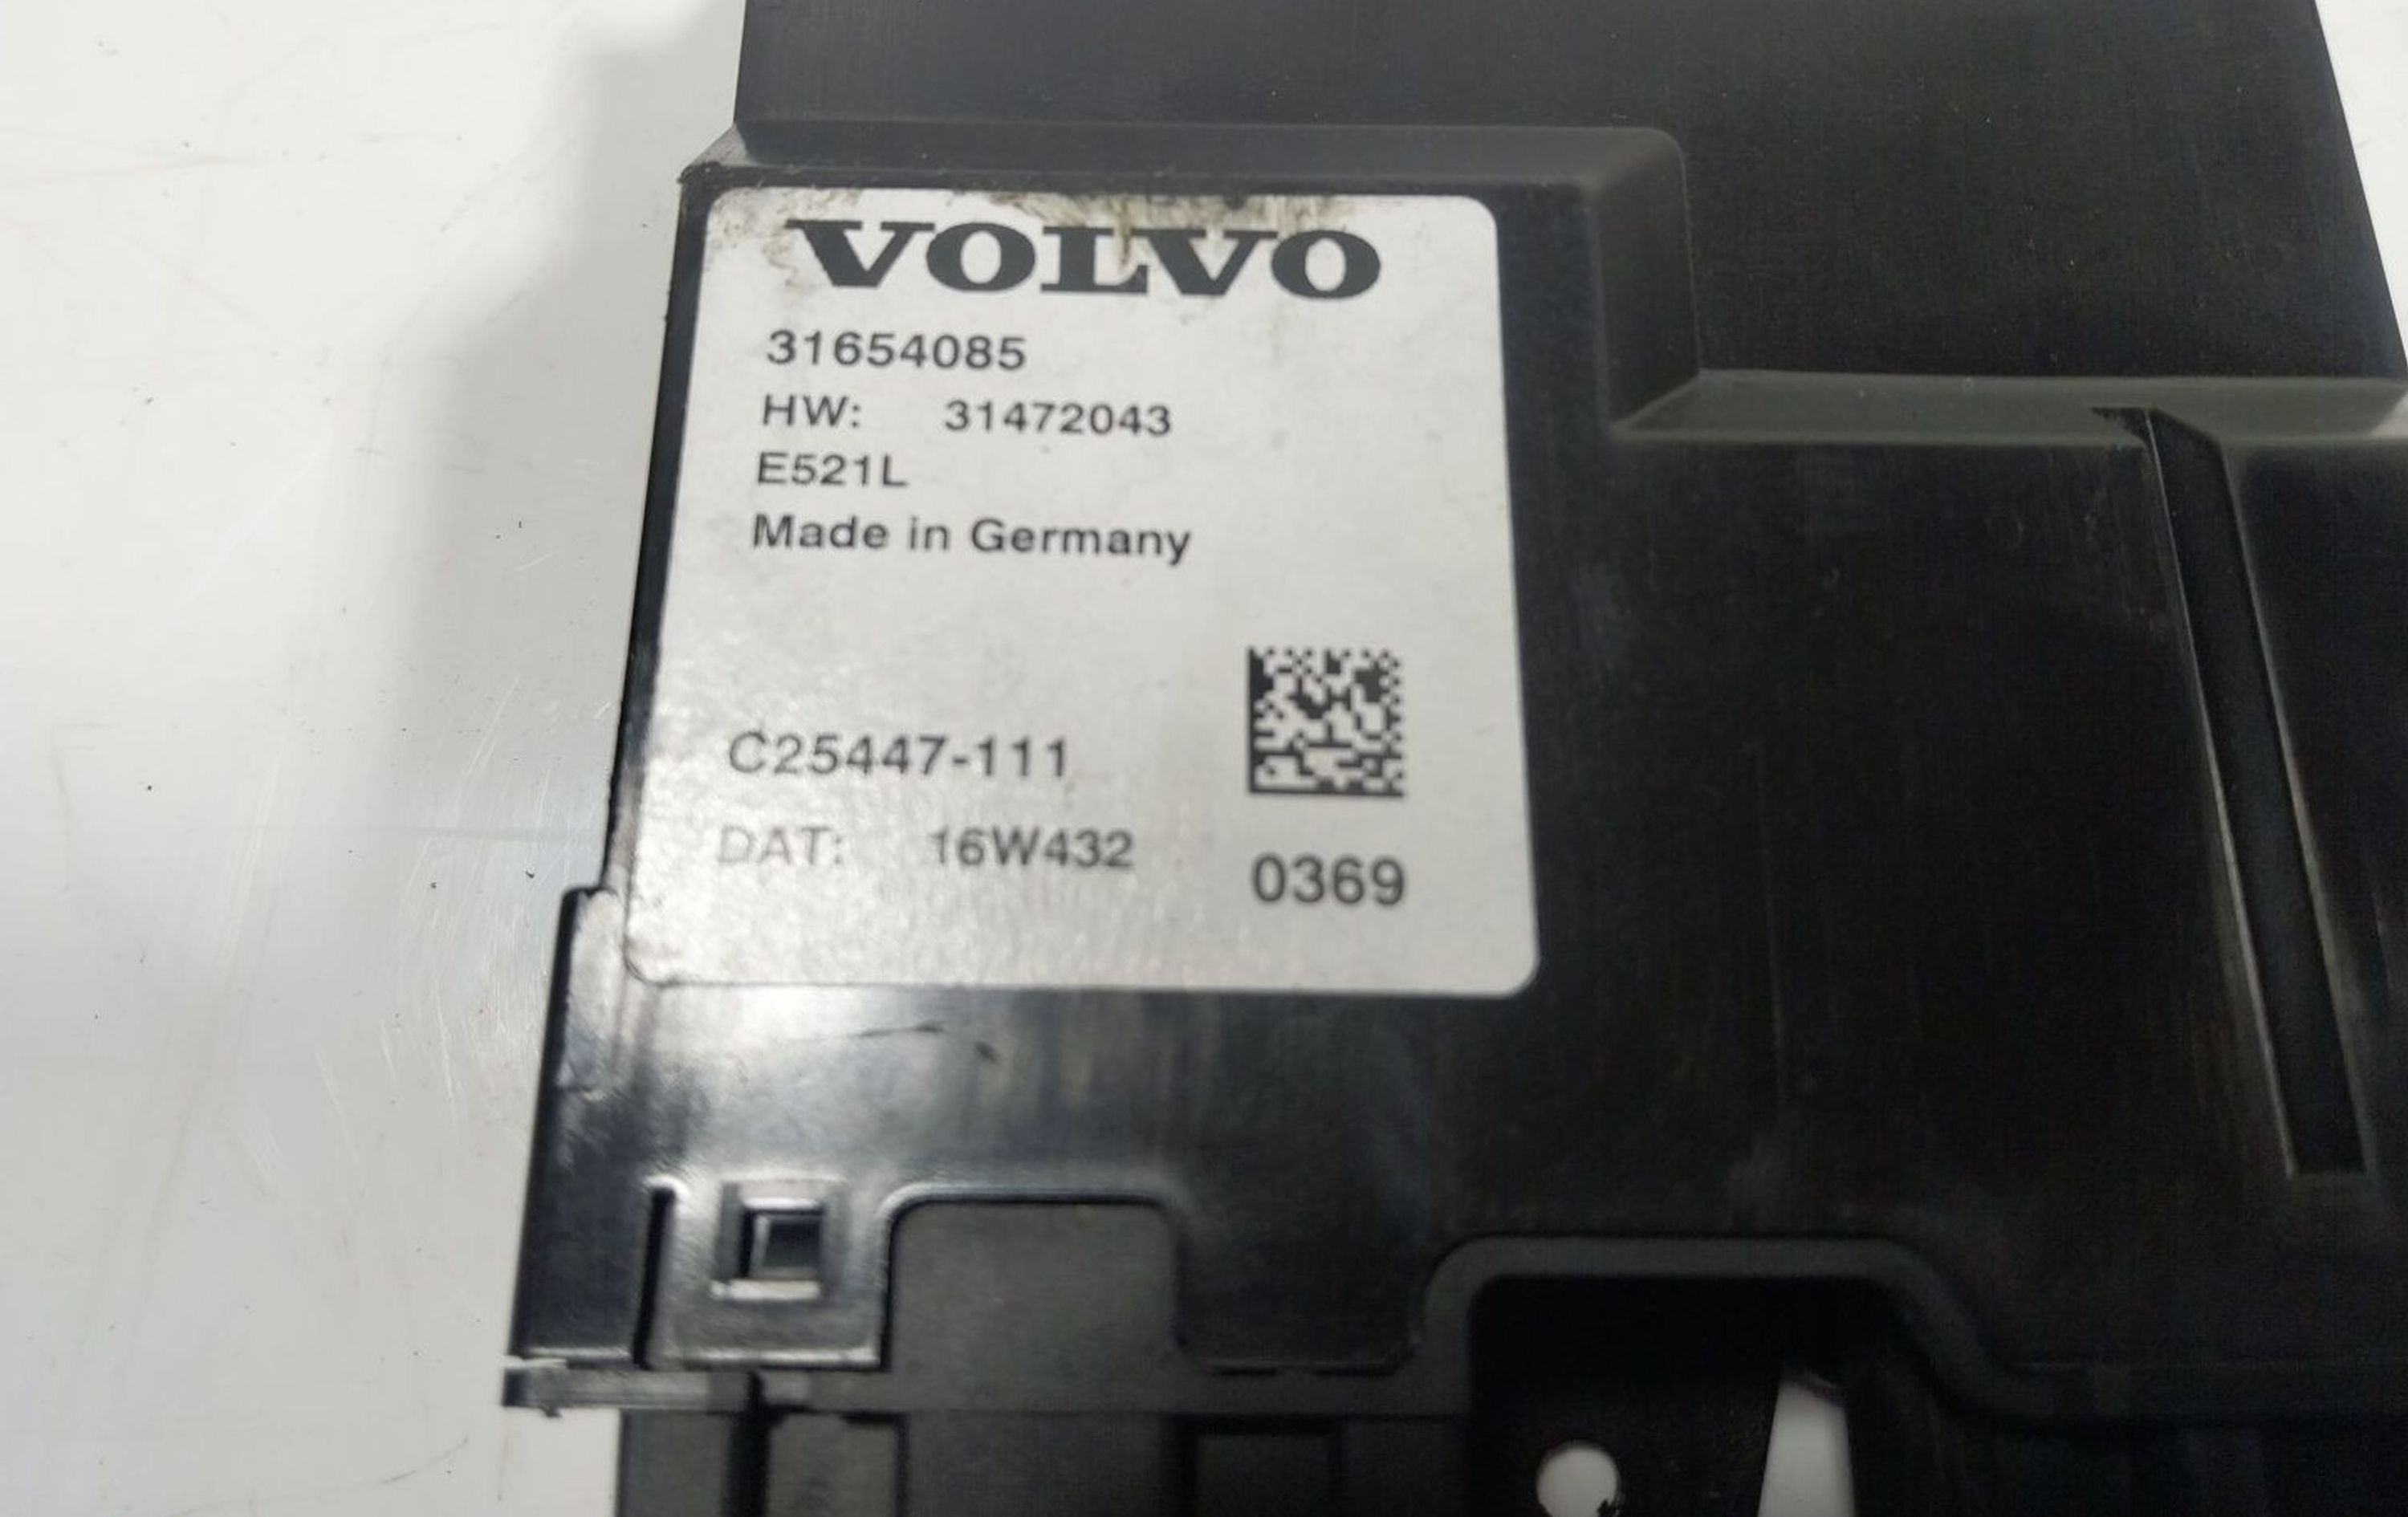 VOLVO
31654085
HW: 31472043
E521L
Made in Germany
C25447-111
DAT: 16W432
0369